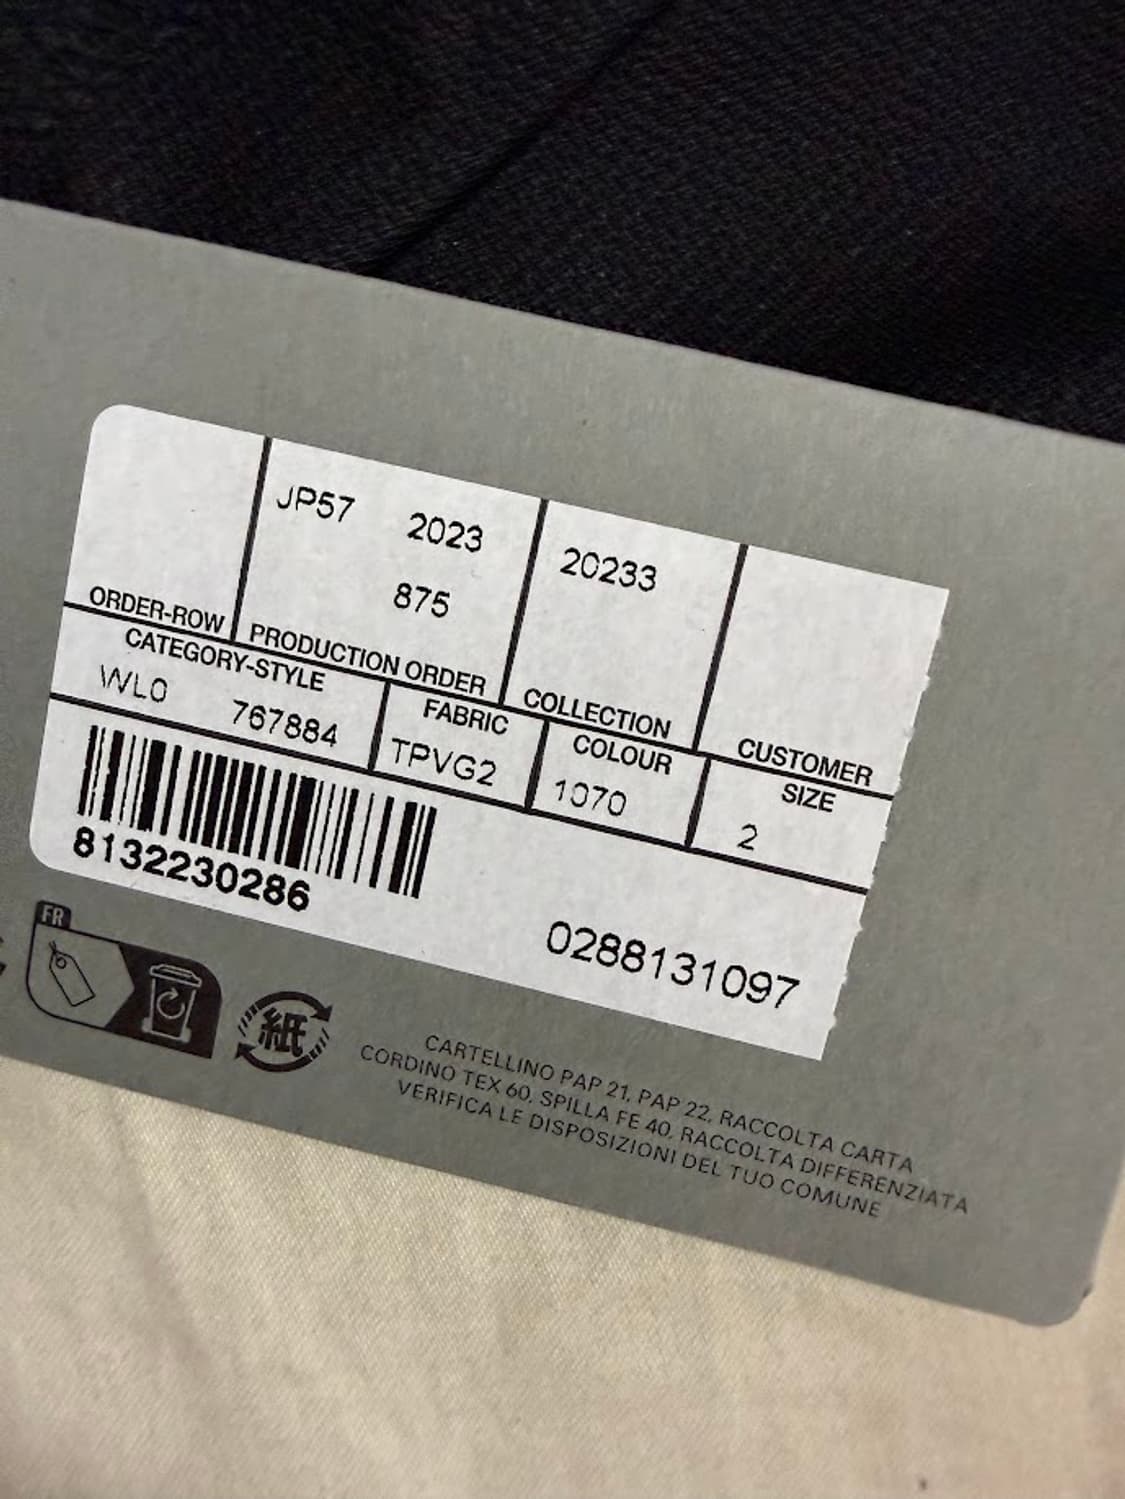 JP57 2023
875
20233
ORDER-ROW
PRODUCTION ORDER
COLLECTION
CUSTOMER
CATEGORY-STYLE
WL0 767884
FABRIC
TPVG2
COLOUR
1070
SIZE
2
8132230286
0288131097
FR
紙
CARTELLINO PAP 21, PAP 22, RACCOLTA CARTA
CORDINO TEX 60, SPILLA FE 40, RACCOLTA DIFFERENZIATA
VERIFICA LE DISPOSIZIONI DEL TUO COMUNE